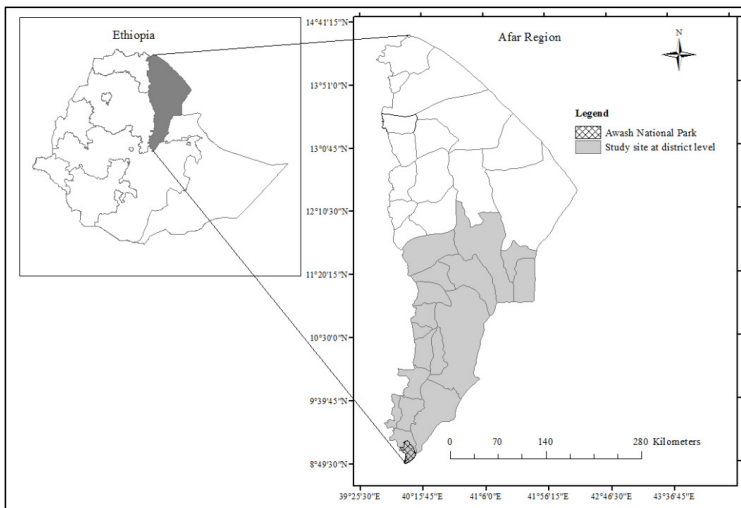 Ethiopia
Afar Region
N
Legend
Awash National Park
Study site at district level
14°41'15"N
13°51'0"N
13°0'45"N
12°10'30"N
11°20'15"N
10°30'0"N
9°39'45"N
8°49'30"N
0 70 140 280 Kilometers
39°25'30"E 40°15'45"E 41°6'0"E 41°56'15"E 42°46'30"E 43°36'45"E